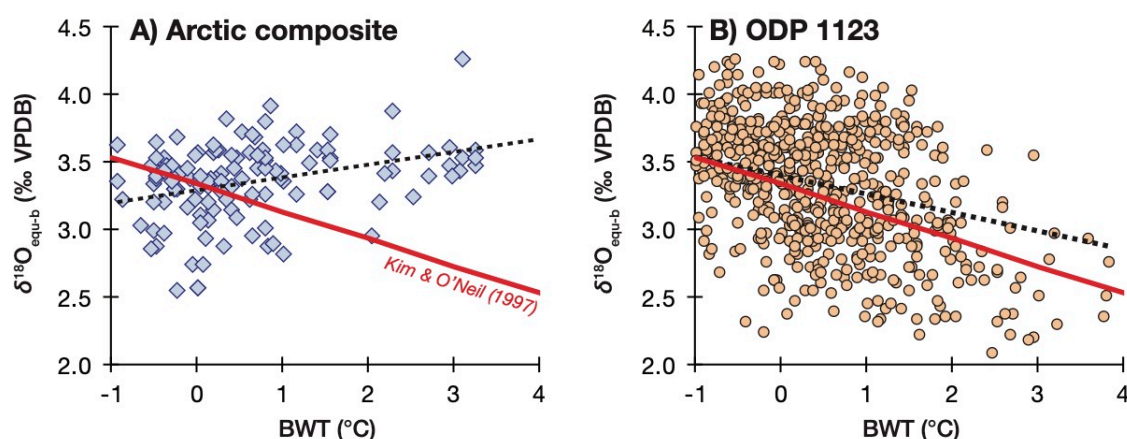 A) Arctic composite
4.5
4.0
3.5
3.0
2.5
2.0
δ¹⁸Oequ-b (‰ VPDB)
Kim & O'Neil (1997)
-1 0 1 2 3 4
BWT (°C)
B) ODP 1123
4.5
4.0
3.5
3.0
2.5
2.0
δ¹⁸Oequ-b (‰ VPDB)
-1 0 1 2 3 4
BWT (°C)